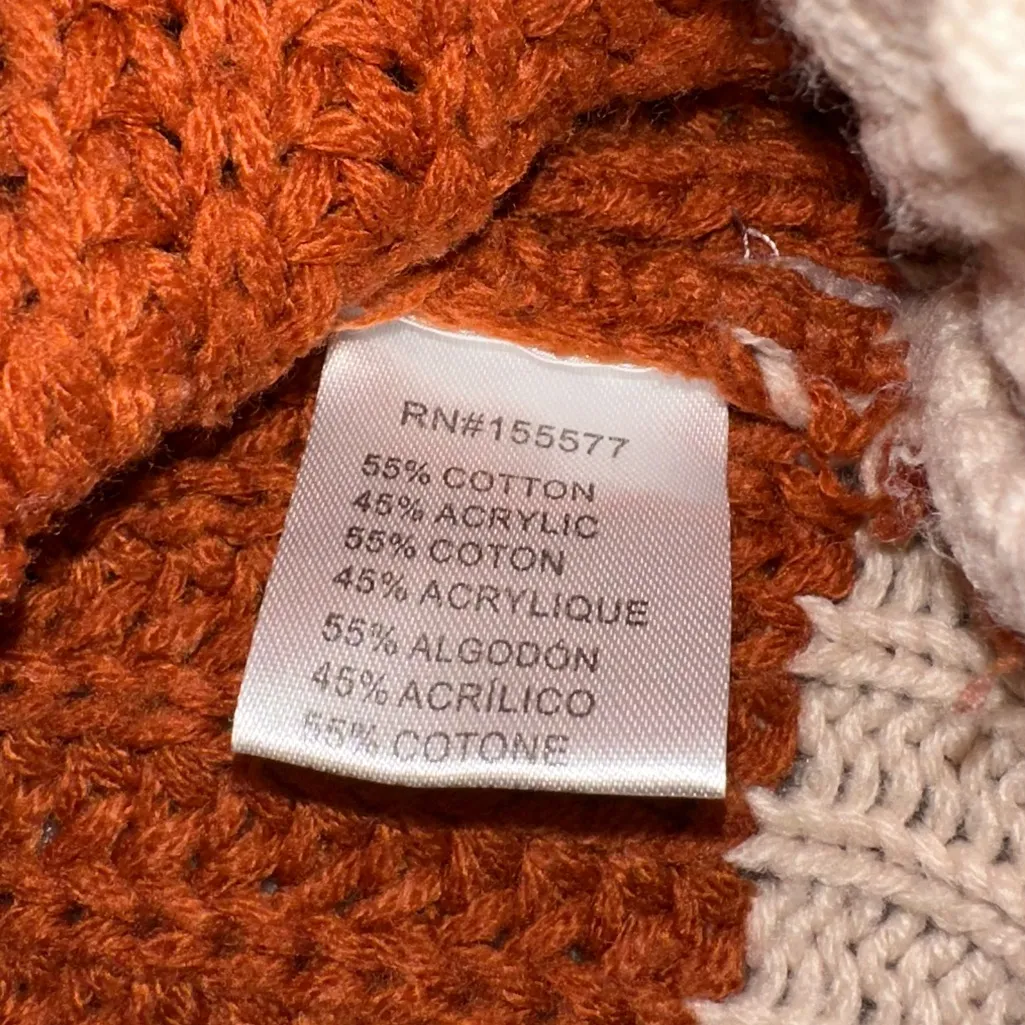 RN#155577
55% COTTON
45% ACRYLIC
55% COTON
45% ACRYLIQUE
55% ALGODÓN
45% ACRÍLICO
55% COTONE